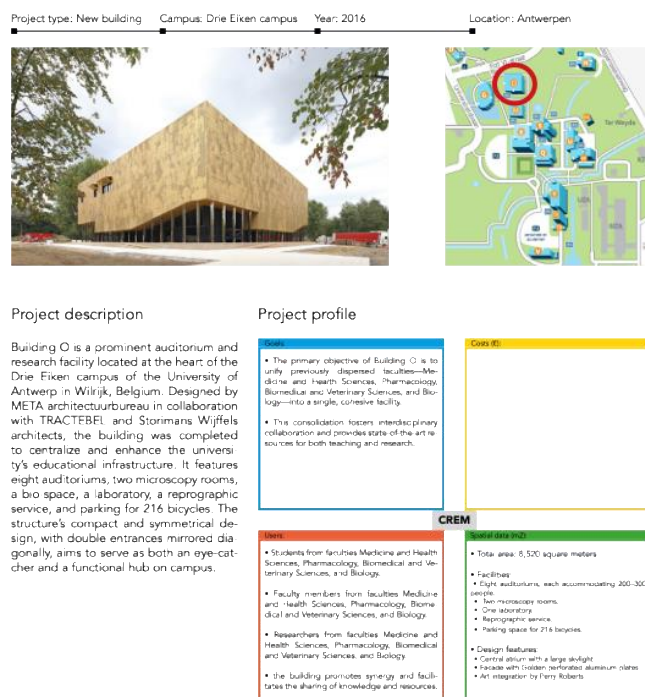 Project type: New building Campus: Drie Eiken campus Year: 2016 Location: Antwerpen
Ter Weyde
Project description
Building O is a prominent auditorium and
research facility located at the heart of the
Drie Eiken campus of the University of
Antwerp in Wilrijk, Belgium. Designed by
META architectuurbureau in collaboration
with TRACTEBEL and Storimans Wijffels
architects, the building was completed
to centralize and enhance the universi-
ty's educational infrastructure. It features
eight auditoriums, two microscopy rooms,
a bio space, a laboratory, a reprographic
service, and parking for 216 bicycles. The
structure's compact and symmetrical de-
sign, with double entrances mirrored dia-
gonally, aims to serve as both an eye-cat-
cher and a functional hub on campus.
Project profile
Goals:
• The primary objective of Building O is to
unify previously dispersed faculties—Me-
dicine and Health Sciences, Pharmacology,
Biomedical and Veterinary Sciences, and Bio-
logy—into a single, cohesive facility.
• This consolidation fosters interdisciplinary
collaboration and provides state-of-the-art re-
sources for both teaching and research.
Costs (€):
CREM
Users:
• Students from faculties Medicine and Health
Sciences, Pharmacology, Biomedical and Ve-
terinary Sciences, and Biology.
• Faculty members from faculties Medicine
and Health Sciences, Pharmacology, Biome-
dical and Veterinary Sciences, and Biology.
• Researchers from faculties Medicine and
Health Sciences, Pharmacology, Biomedical
and Veterinary Sciences, and Biology.
• the building promotes synergy and facili-
tates the sharing of knowledge and resources.
Spatial data (m2):
• Total area: 8,520 square meters
• Facilities:
• Eight auditoriums, each accommodating 200–300
people.
• Two microscopy rooms.
• One laboratory.
• Reprographic service.
• Parking space for 216 bicycles.
• Design features:
• Central atrium with a large skylight
• Facade with Golden perforated aluminum plates
• Art integration by Perry Roberts